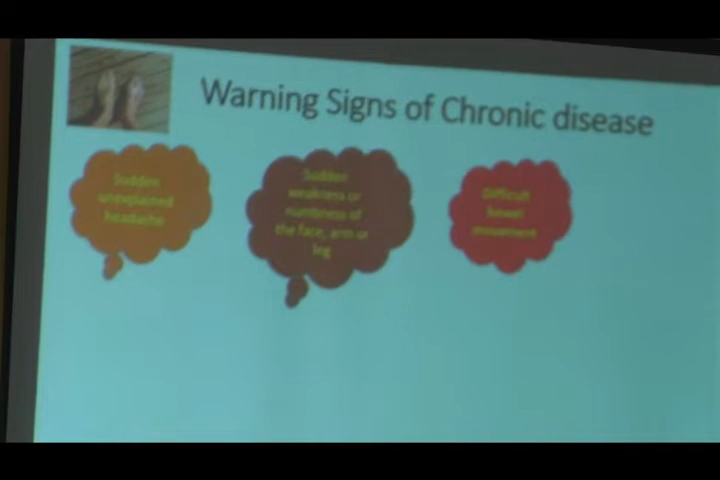 Warning Signs of Chronic disease
Sudden
unexplained
headache
Sudden
weakness or
numbness of
the face, arm or
leg
Difficult
bowel
movement